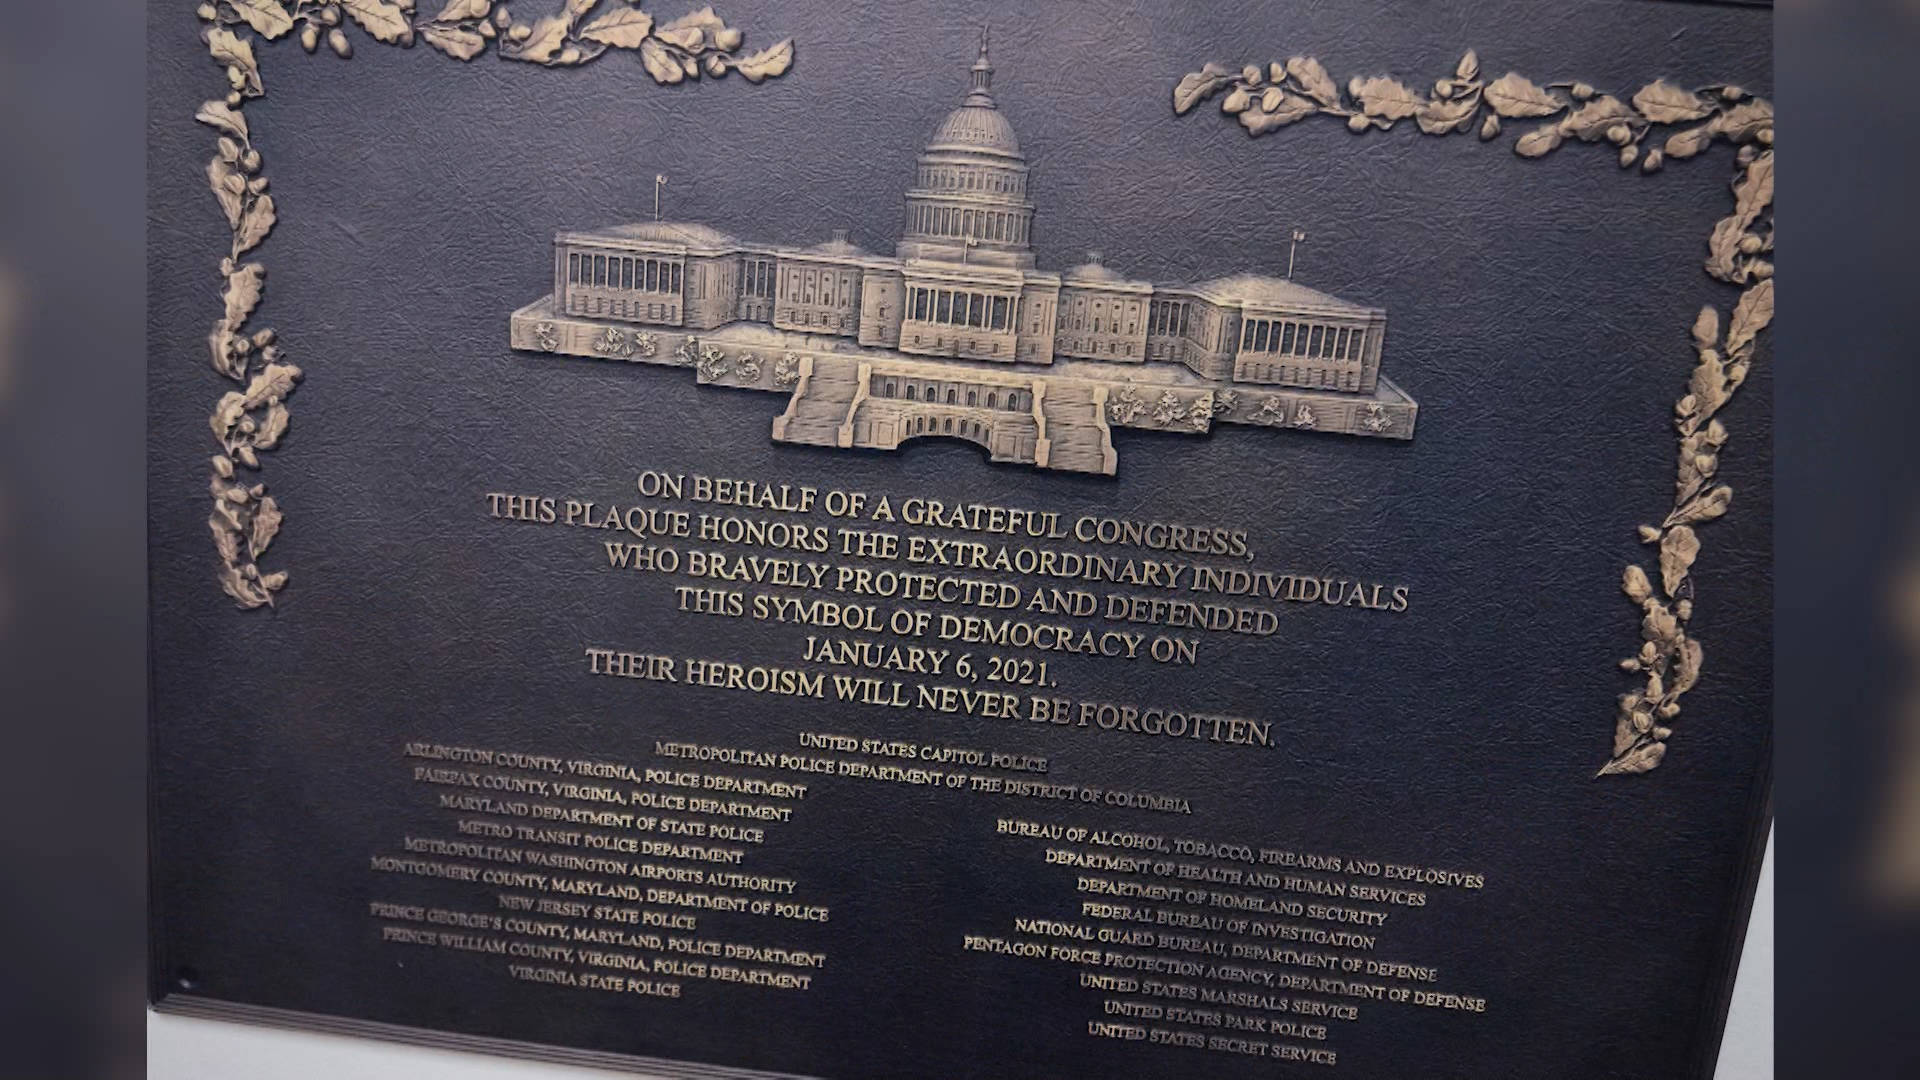 ON BEHALF OF A GRATEFUL CONGRESS,
THIS PLAQUE HONORS THE EXTRAORDINARY INDIVIDUALS
WHO BRAVELY PROTECTED AND DEFENDED
THIS SYMBOL OF DEMOCRACY ON
JANUARY 6, 2021.
THEIR HEROISM WILL NEVER BE FORGOTTEN.
UNITED STATES CAPITOL POLICE
METROPOLITAN POLICE DEPARTMENT OF THE DISTRICT OF COLUMBIA
ARLINGTON COUNTY, VIRGINIA, POLICE DEPARTMENT
FAIRFAX COUNTY, VIRGINIA, POLICE DEPARTMENT
MARYLAND DEPARTMENT OF STATE POLICE
METRO TRANSIT POLICE DEPARTMENT
METROPOLITAN WASHINGTON AIRPORTS AUTHORITY
MONTGOMERY COUNTY, MARYLAND, DEPARTMENT OF POLICE
NEW JERSEY STATE POLICE
PRINCE GEORGE'S COUNTY, MARYLAND, POLICE DEPARTMENT
PRINCE WILLIAM COUNTY, VIRGINIA, POLICE DEPARTMENT
VIRGINIA STATE POLICE
BUREAU OF ALCOHOL, TOBACCO, FIREARMS AND EXPLOSIVES
DEPARTMENT OF HEALTH AND HUMAN SERVICES
DEPARTMENT OF HOMELAND SECURITY
FEDERAL BUREAU OF INVESTIGATION
NATIONAL GUARD BUREAU, DEPARTMENT OF DEFENSE
PENTAGON FORCE PROTECTION AGENCY, DEPARTMENT OF DEFENSE
UNITED STATES MARSHALS SERVICE
UNITED STATES PARK POLICE
UNITED STATES SECRET SERVICE